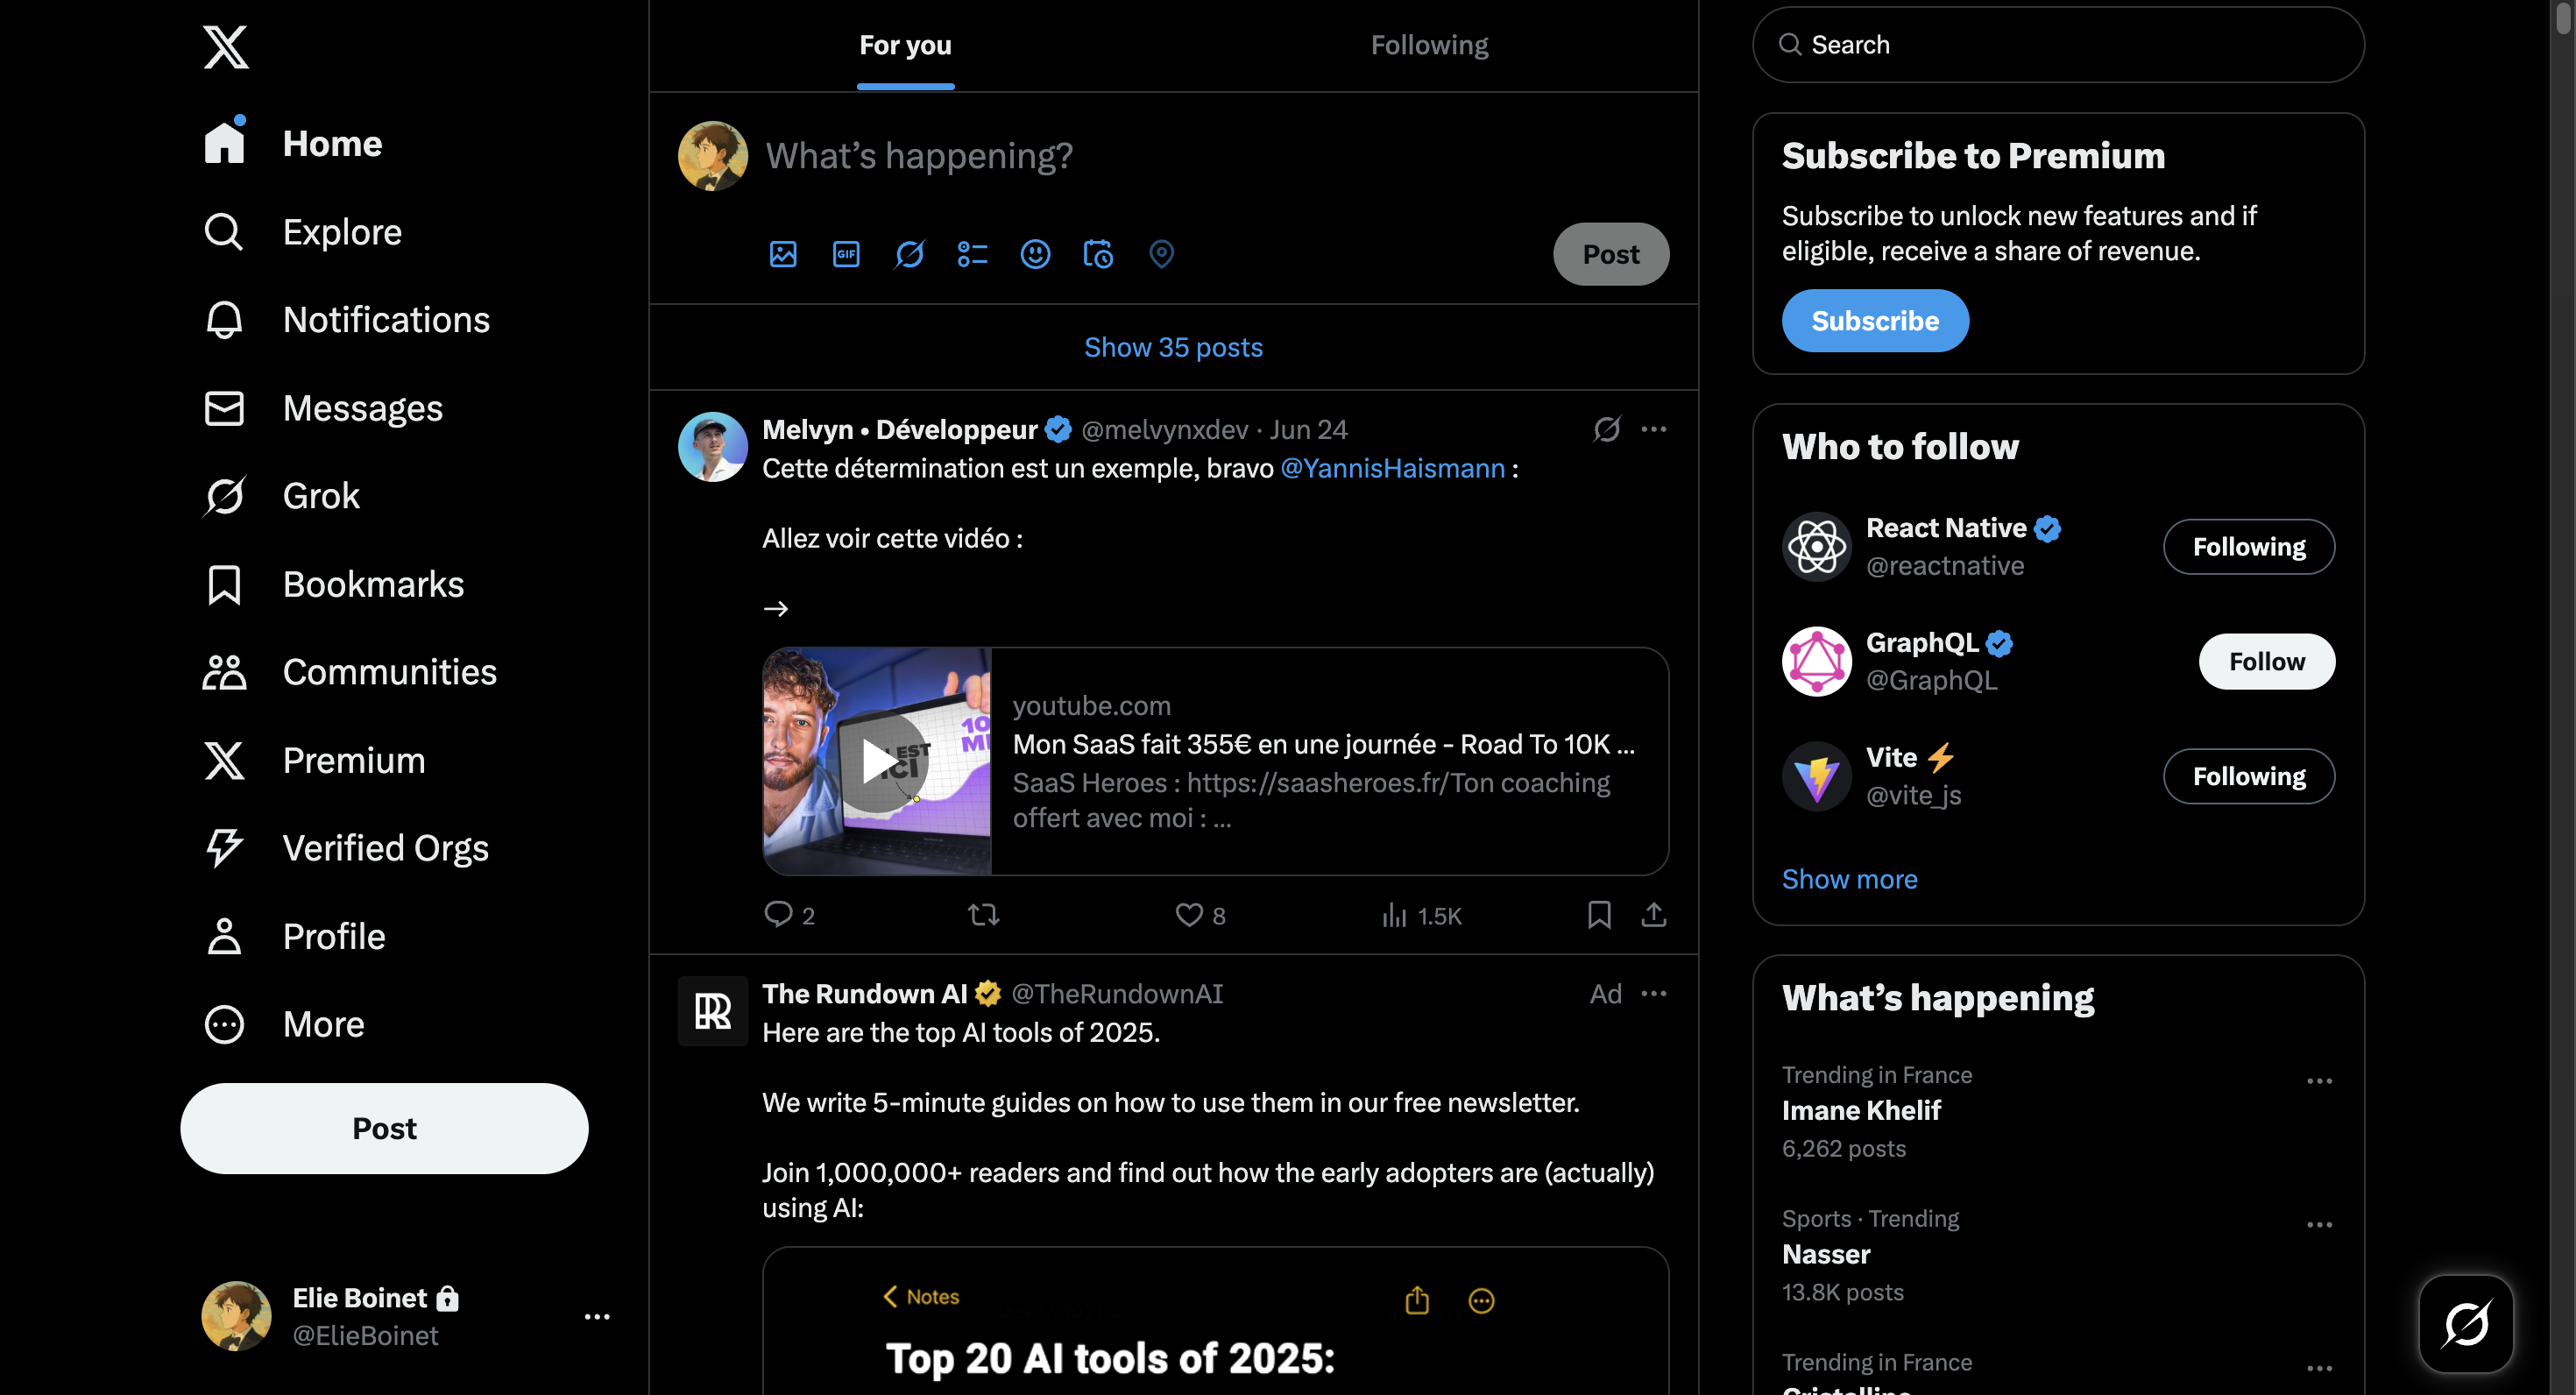 Home
Explore
Notifications
Messages
Grok
Bookmarks
Communities
Premium
Verified Orgs
Profile
More
Post
Elie Boinet
@ElieBoinet
For you
Following
What’s happening?
GIF
Post
Show 35 posts
Melvyn • Développeur @melvynxdev · Jun 24
Cette détermination est un exemple, bravo @YannisHaismann :
Allez voir cette vidéo :
→
youtube.com
Mon SaaS fait 355€ en une journée - Road To 10K ...
SaaS Heroes : https://saasheroes.fr/Ton coaching
offert avec moi : ...
2
8
1.5K
The Rundown AI @TheRundownAI
Ad
Here are the top AI tools of 2025.
We write 5-minute guides on how to use them in our free newsletter.
Join 1,000,000+ readers and find out how the early adopters are (actually)
using AI:
Notes
Top 20 AI tools of 2025:
Search
Subscribe to Premium
Subscribe to unlock new features and if
eligible, receive a share of revenue.
Subscribe
Who to follow
React Native
@reactnative
Following
GraphQL
@GraphQL
Follow
Vite ⚡
@vite_js
Following
Show more
What’s happening
Trending in France
Imane Khelif
6,262 posts
Sports · Trending
Nasser
13.8K posts
Trending in France